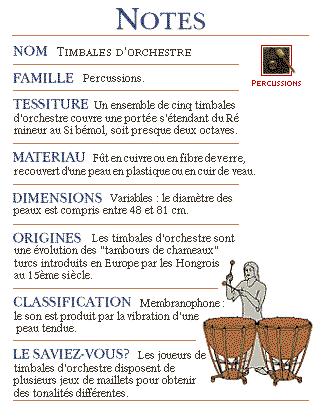 NOTES
NOM TIMBALES D'ORCHESTRE
PERCUSSIONS
FAMILLE Percussions.
TESSITURE Un ensemble de cinq timbales
d'orchestre couvre une portée s'étendant du Ré
mineur au Si bémol, soit presque deux octaves.
MATERIAU Fût en cuivre ou en fibre de verre,
recouvert d'une peau en plastique ou en cuir de veau.
DIMENSIONS Variables : le diamètre des
peaux est compris entre 48 et 81 cm.
ORIGINES Les timbales d'orchestre sont
une évolution des "tambours de chameaux"
turcs introduits en Europe par les Hongrois
au 15ème siècle.
CLASSIFICATION Membranophone :
le son est produit par la vibration d'une
peau tendue.
LE SAVIEZ-VOUS? Les joueurs de
timbales d'orchestre disposent de
plusieurs jeux de maillets pour obtenir
des tonalités différentes.